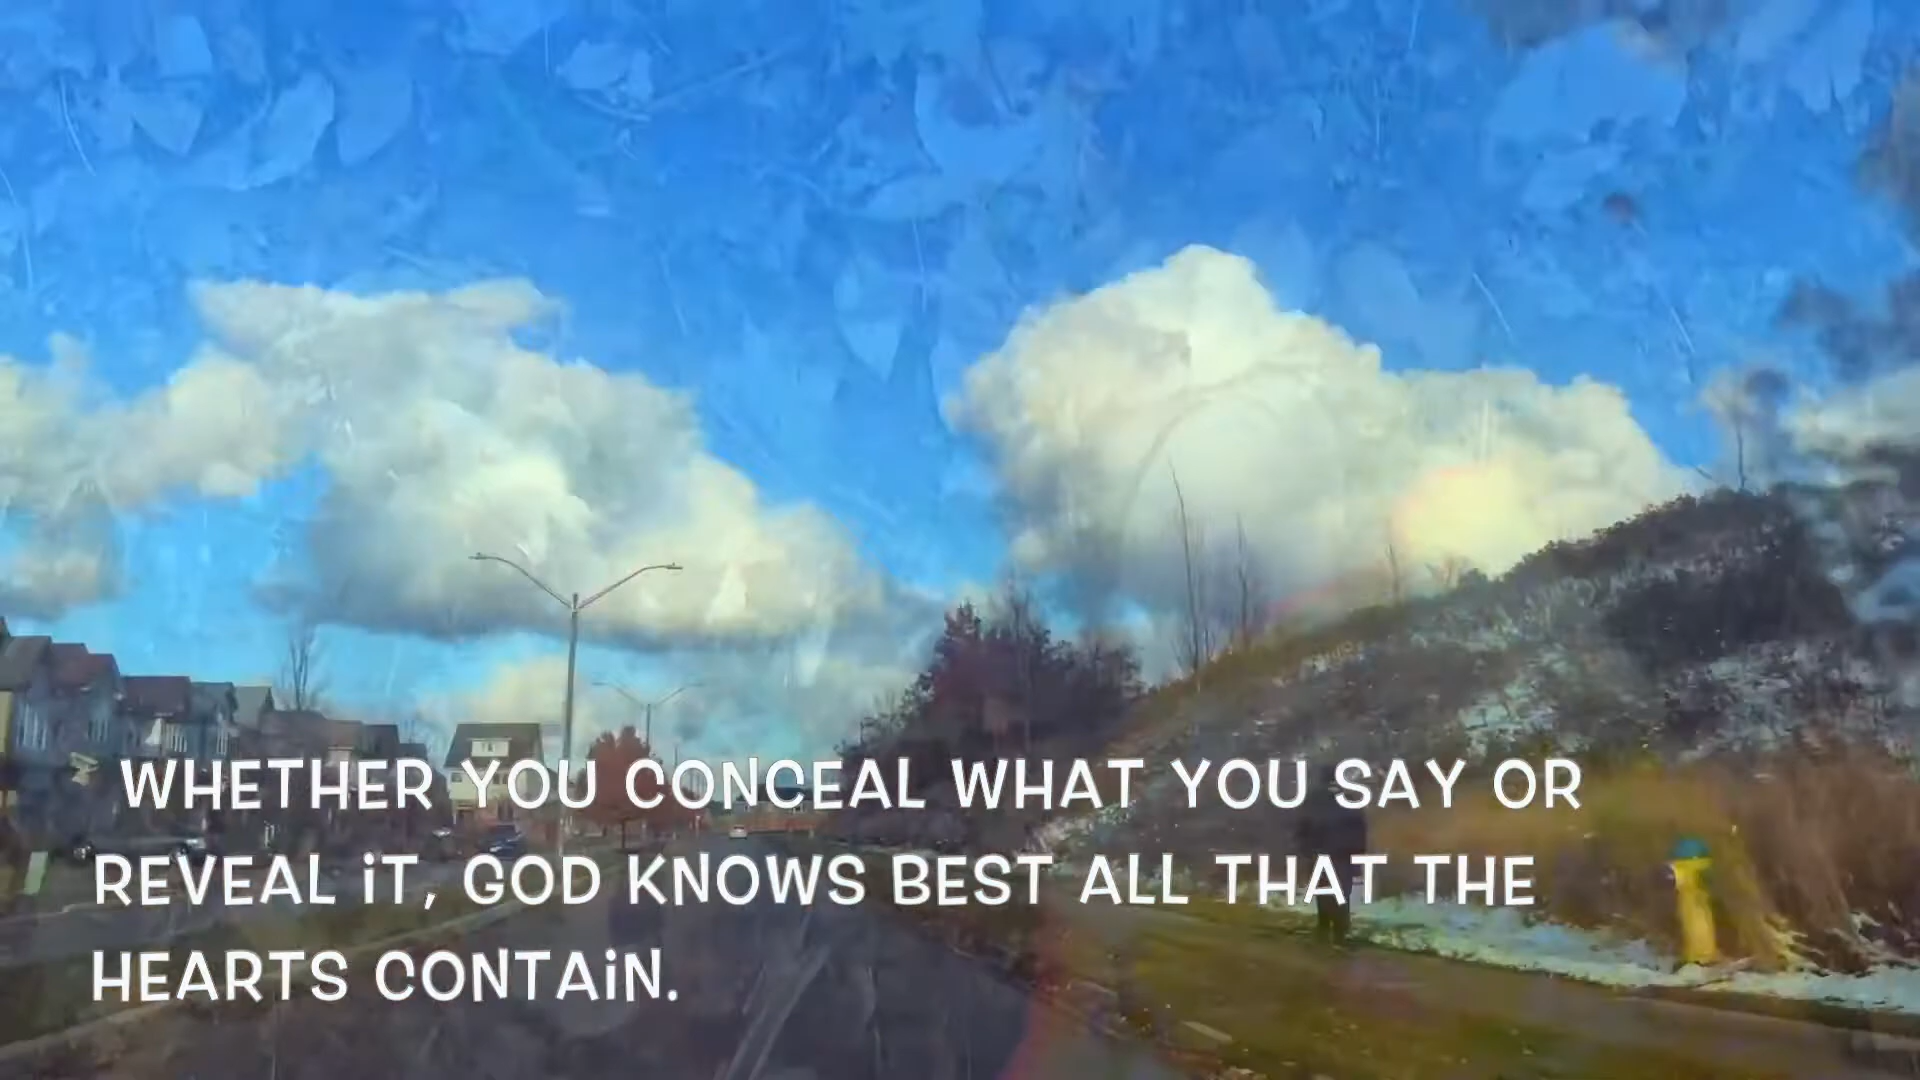 WHETHER YOU CONCEAL WHAT YOU SAY OR
REVEAL iT, GOD KNOWS BEST ALL THAT THE
HEARTS CONTAiN.